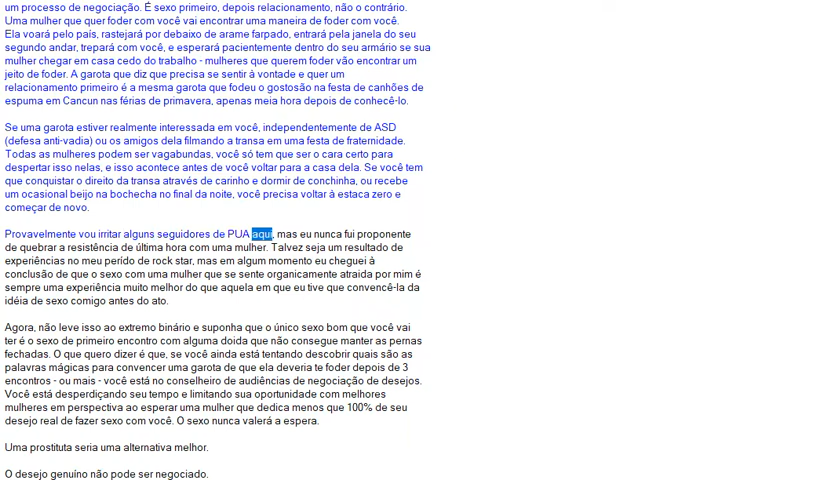 um processo de negociação. É sexo primeiro, depois relacionamento, não o contrário.
Uma mulher que quer foder com você vai encontrar uma maneira de foder com você.
Ela voará pelo país, rastejará por debaixo de arame farpado, entrará pela janela do seu
segundo andar, trepará com você, e esperará pacientemente dentro do seu armário se sua
mulher chegar em casa cedo do trabalho - mulheres que querem foder vão encontrar um
jeito de foder. A garota que diz que precisa se sentir à vontade e quer um
relacionamento primeiro é a mesma garota que fodeu o gostosão na festa de canhões de
espuma em Cancun nas férias de primavera, apenas meia hora depois de conhecê-lo.

Se uma garota estiver realmente interessada em você, independentemente de ASD
(defesa anti-vadia) ou os amigos dela filmando a transa em uma festa de fraternidade.
Todas as mulheres podem ser vagabundas, você só tem que ser o cara certo para
despertar isso nelas, e isso acontece antes de você voltar para a casa dela. Se você tem
que conquistar o direito da transa através de carinho e dormir de conchinha, ou recebe
um ocasional beijo na bochecha no final da noite, você precisa voltar à estaca zero e
começar de novo.

Provavelmente vou irritar alguns seguidores de PUA aqui, mas eu nunca fui proponente
de quebrar a resistência de última hora com uma mulher. Talvez seja um resultado de
experiências no meu perído de rock star, mas em algum momento eu cheguei à
conclusão de que o sexo com uma mulher que se sente organicamente atraida por mim é
sempre uma experiência muito melhor do que aquela em que eu tive que convencê-la da
idéia de sexo comigo antes do ato.

Agora, não leve isso ao extremo binário e suponha que o único sexo bom que você vai
ter é o sexo de primeiro encontro com alguma doida que não consegue manter as pernas
fechadas. O que quero dizer é que, se você ainda está tentando descobrir quais são as
palavras mágicas para convencer uma garota de que ela deveria te foder depois de 3
encontros - ou mais - você está no conselheiro de audiências de negociação de desejos.
Você está desperdiçando seu tempo e limitando sua oportunidade com melhores
mulheres em perspectiva ao esperar uma mulher que dedica menos que 100% de seu
desejo real de fazer sexo com você. O sexo nunca valerá a espera.

Uma prostituta seria uma alternativa melhor.

O desejo genuíno não pode ser negociado.